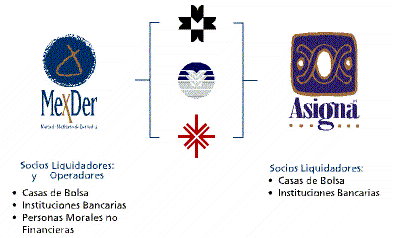 MexDer
Mercado Mexicano de Derivados
Socios Liquidadores:
y Operadores
• Casas de Bolsa
• Instituciones Bancarias
• Personas Morales no
Financieras
Asigna
Socios Liquidadores:
• Casas de Bolsa
• Instituciones Bancarias